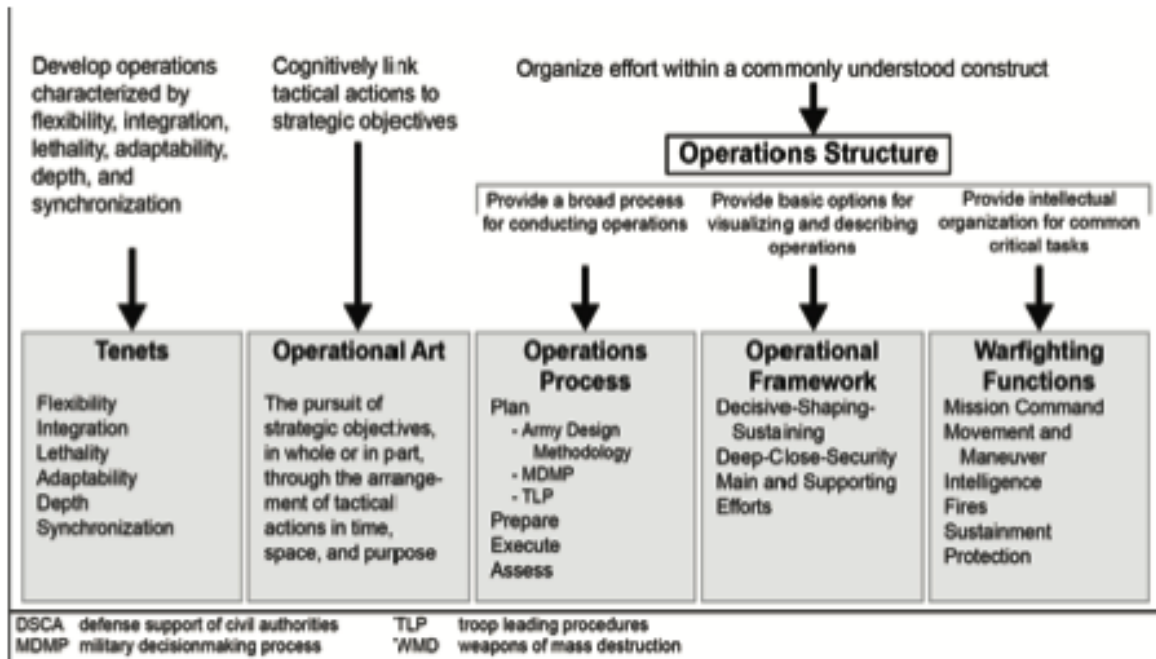 Develop operations
characterized by
flexibility, integration,
lethality, adaptability,
depth, and
synchronization
Cognitively link
tactical actions to
strategic objectives
Organize effort within a commonly understood construct
Operations Structure
Provide a broad process
for conducting operations
Provide basic options for
visualizing and describing
operations
Provide intellectual
organization for common
critical tasks
Tenets
Flexibility
Integration
Lethality
Adaptability
Depth
Synchronization
Operational Art
The pursuit of
strategic objectives,
in whole or in part,
through the arrange-
ment of tactical
actions in time,
space, and purpose
Operations
Process
Plan
- Army Design
Methodology
- MDMP
- TLP
Prepare
Execute
Assess
Operational
Framework
Decisive-Shaping-
Sustaining
Deep-Close-Security
Main and Supporting
Efforts
Warfighting
Functions
Mission Command
Movement and
Maneuver
Intelligence
Fires
Sustainment
Protection
DSCA defense support of civil authorities
MDMP military decisionmaking process
TLP troop leading procedures
WMD weapons of mass destruction